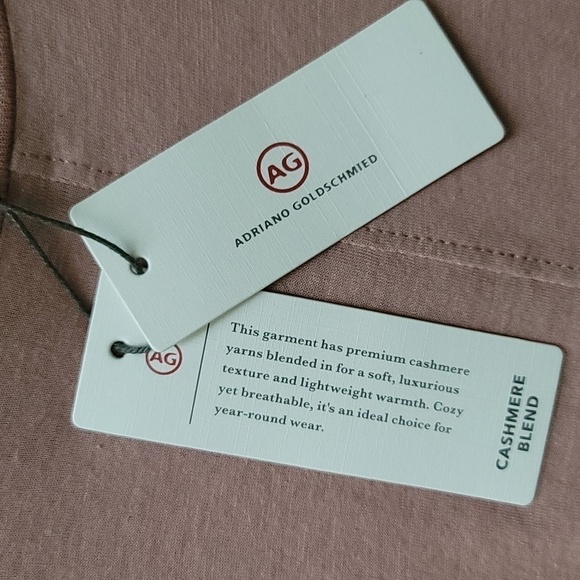 AG
ADRIANO GOLDSCHMIED
AG
This garment has premium cashmere
yarns blended in for a soft, luxurious
texture and lightweight warmth. Cozy
yet breathable, it's an ideal choice for
year-round wear.
CASHMERE
BLEND